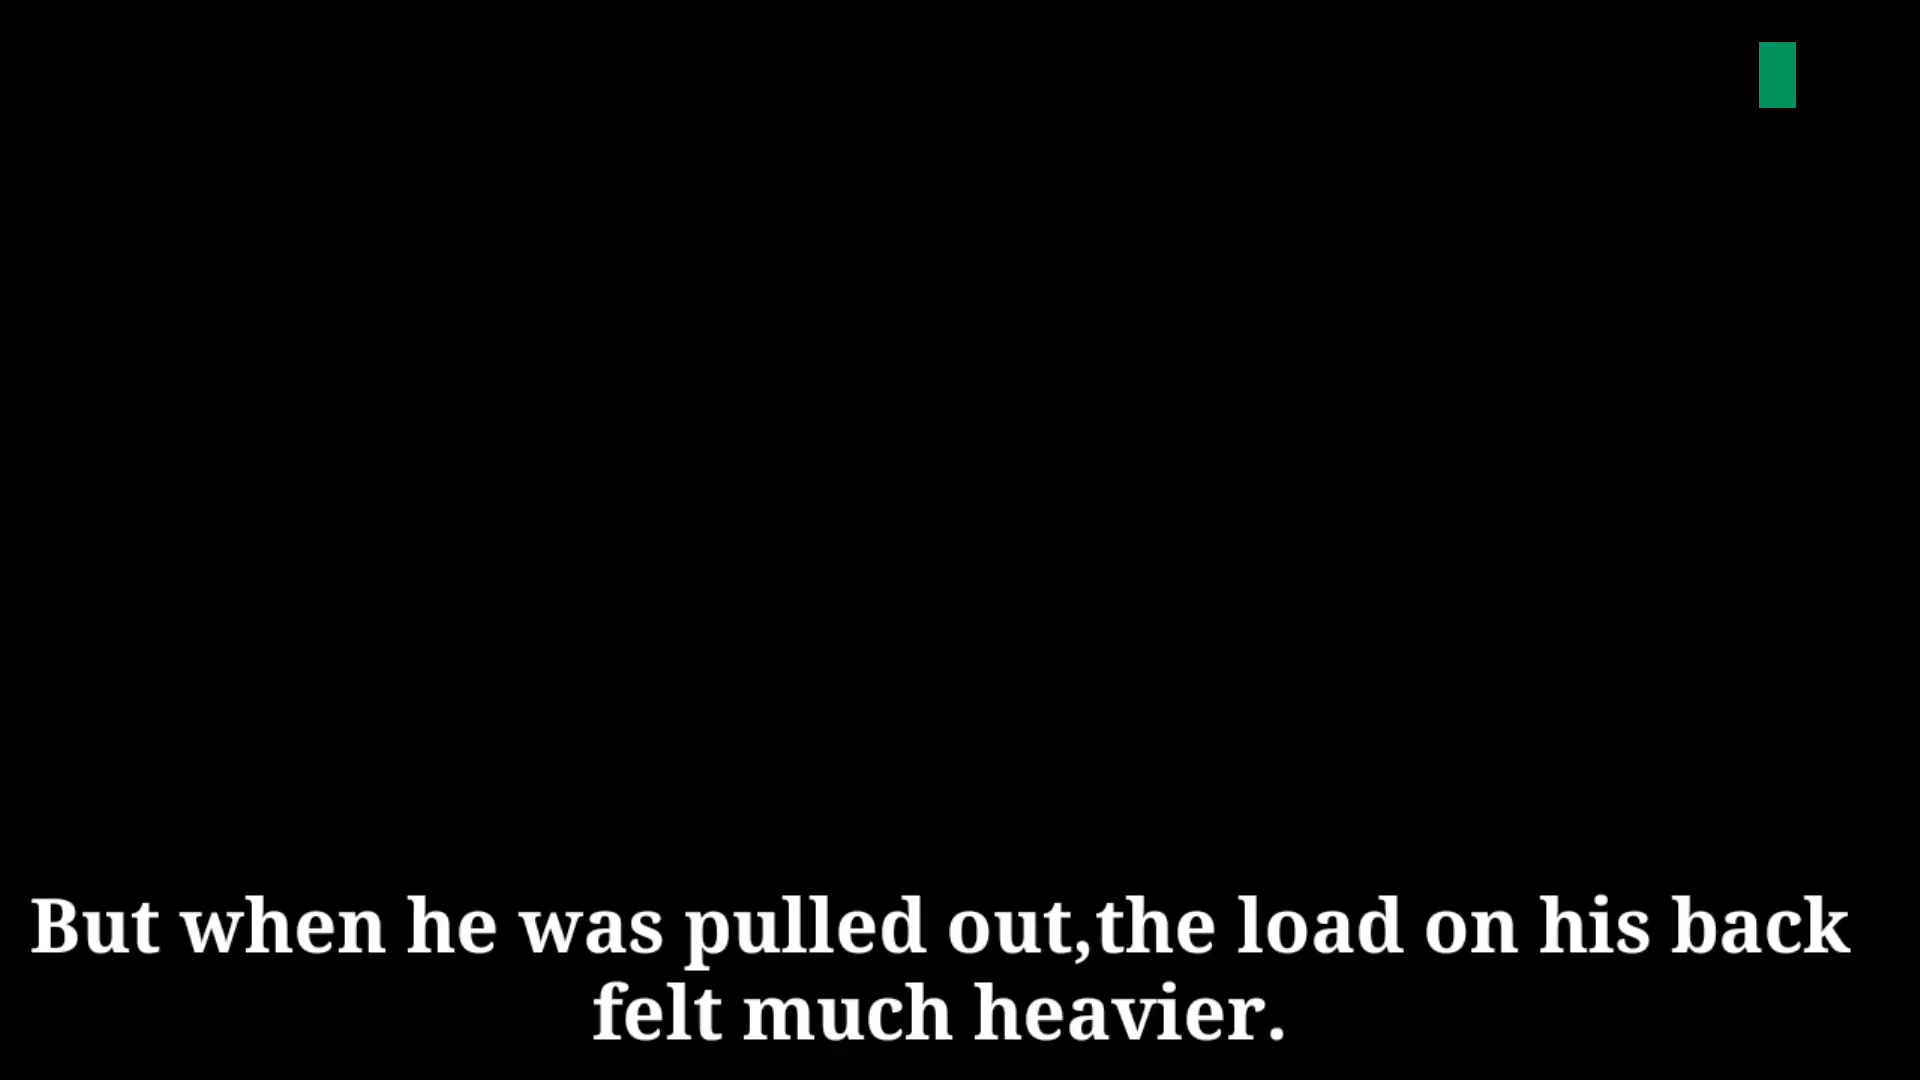 But when he was pulled out,the load on his back
felt much heavier.